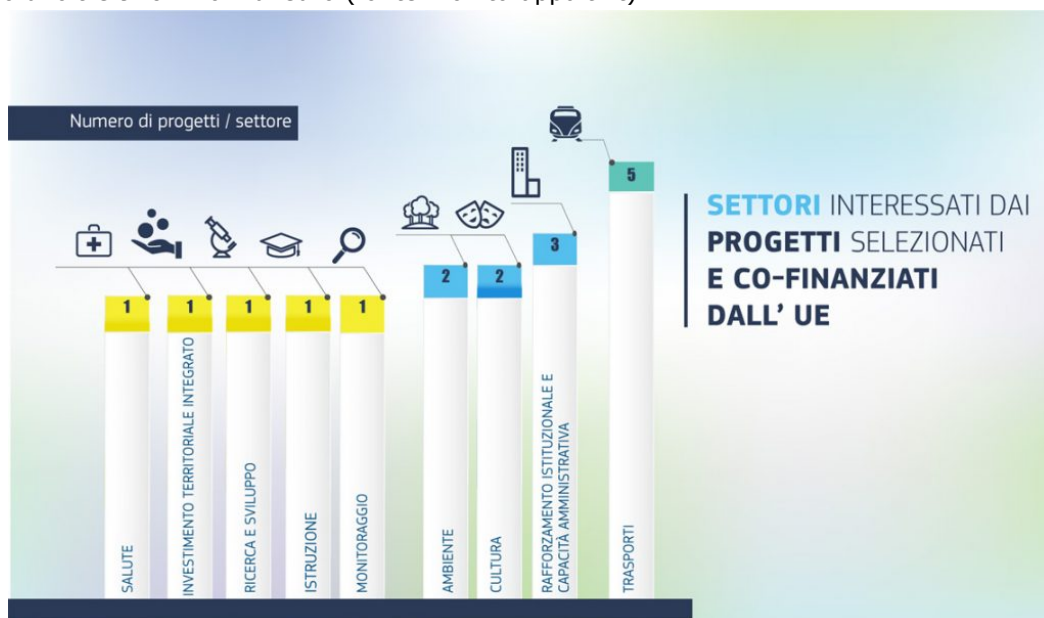 Numero di progetti / settore
1
1
1
1
1
2
2
3
5
SALUTE
INVESTIMENTO TERRITORIALE INTEGRATO
RICERCA E SVILUPPO
ISTRUZIONE
MONITORAGGIO
AMBIENTE
CULTURA
RAFFORZAMENTO ISTITUZIONALE E
CAPACITÀ AMMINISTRATIVA
TRASPORTI
SETTORI INTERESSATI DAI
PROGETTI SELEZIONATI
E CO-FINANZIATI
DALL' UE